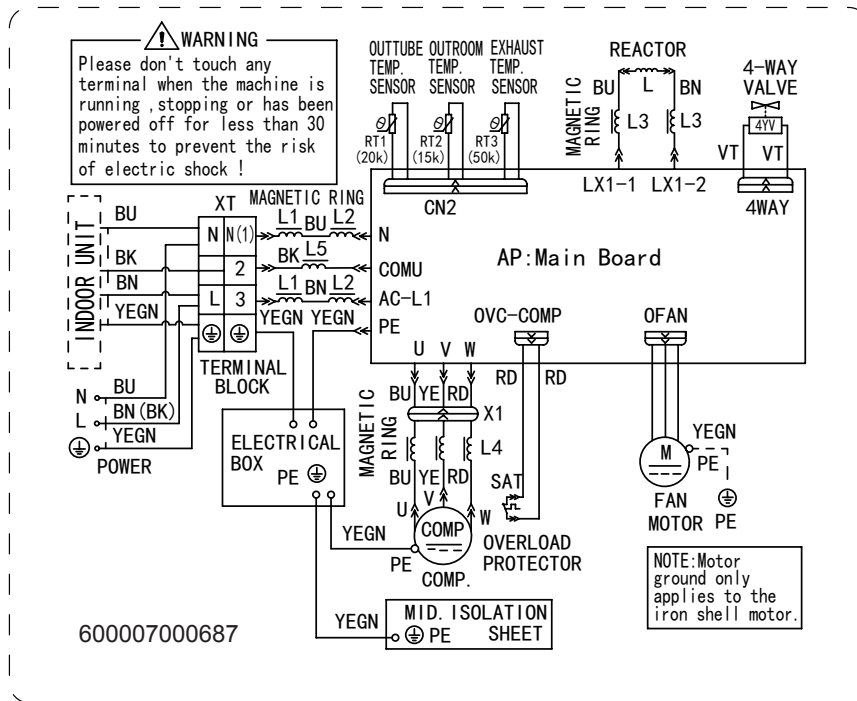 WARNING
Please don't touch any
terminal when the machine is
running ,stopping or has been
powered off for less than 30
minutes to prevent the risk
of electric shock !
OUTTUBE OUTROOM EXHAUST
TEMP. TEMP. TEMP.
SENSOR SENSOR SENSOR
RT1 RT2 RT3
(20k) (15k) (50k)
CN2
REACTOR
BU L BN
MAGNETIC
RING
L3 L3
LX1-1 LX1-2
4-WAY
VALVE
4YV
VT VT
4WAY
INDOOR UNIT
BU
BK
BN
YEGN
XT
N N(1)
2
L 3
TERMINAL
BLOCK
MAGNETIC RING
L1 BU L2
N
BK L5
COMU
L1 BN L2
AC-L1
YEGN YEGN
PE
AP:Main Board
OVC-COMP
OFAN
U V W
N BU
L BN(BK)
YEGN
POWER
ELECTRICAL
BOX
PE
MAGNETIC
RING
BU YE RD
X1
L4
BU YE RD
U V W
COMP
PE
COMP.
YEGN
RD RD
SAT
OVERLOAD
PROTECTOR
M
YEGN
PE
FAN
MOTOR PE
NOTE:Motor
ground only
applies to the
iron shell motor.
YEGN
MID. ISOLATION
PE SHEET
600007000687